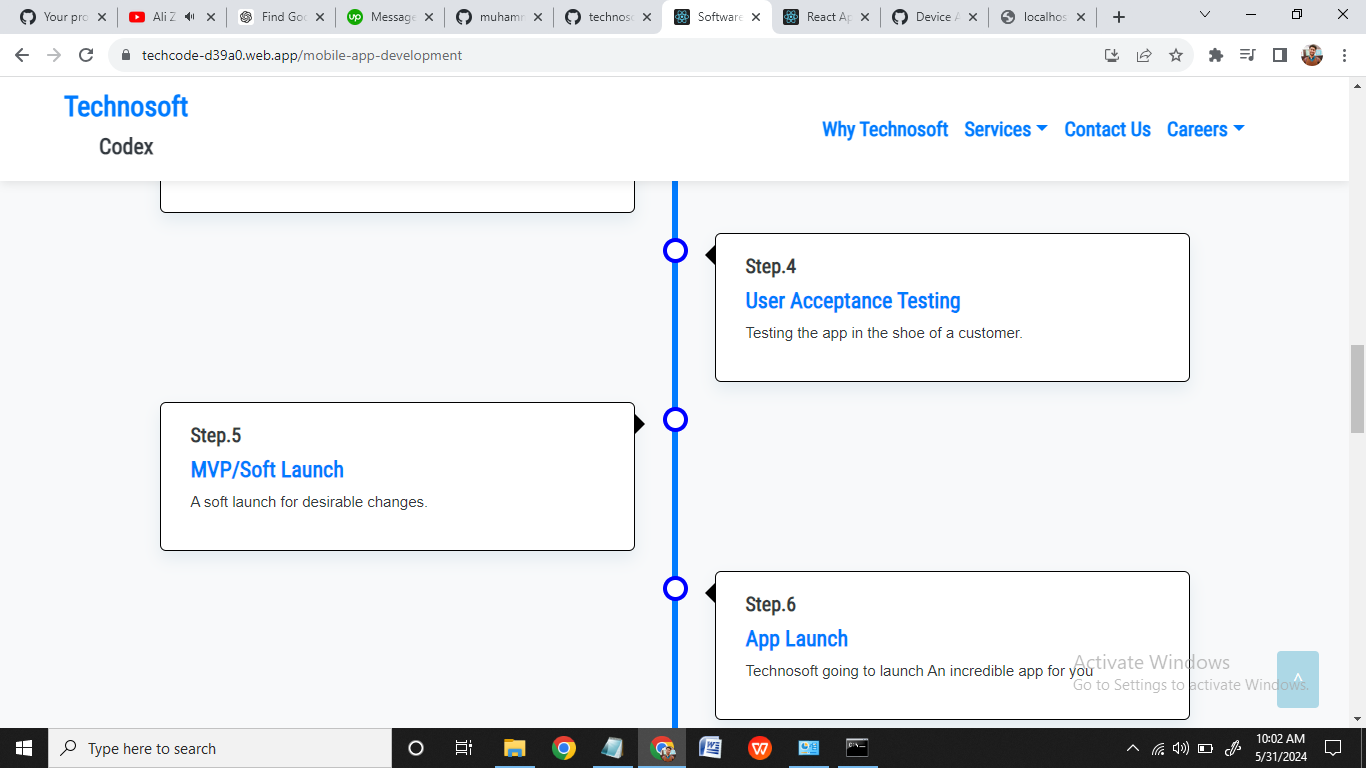 Your pro
Ali Z
Find Goo
Message
muhamm
technoso
Software
React Ap
Device A
localhos
techcode-d39a0.web.app/mobile-app-development
Technosoft
Codex
Why Technosoft Services Contact Us Careers
Step.4
User Acceptance Testing
Testing the app in the shoe of a customer.
Step.5
MVP/Soft Launch
A soft launch for desirable changes.
Step.6
App Launch
Technosoft going to launch An incredible app for you
^
Activate Windows
Go to Settings to activate Windows.
Type here to search
10:02 AM
5/31/2024